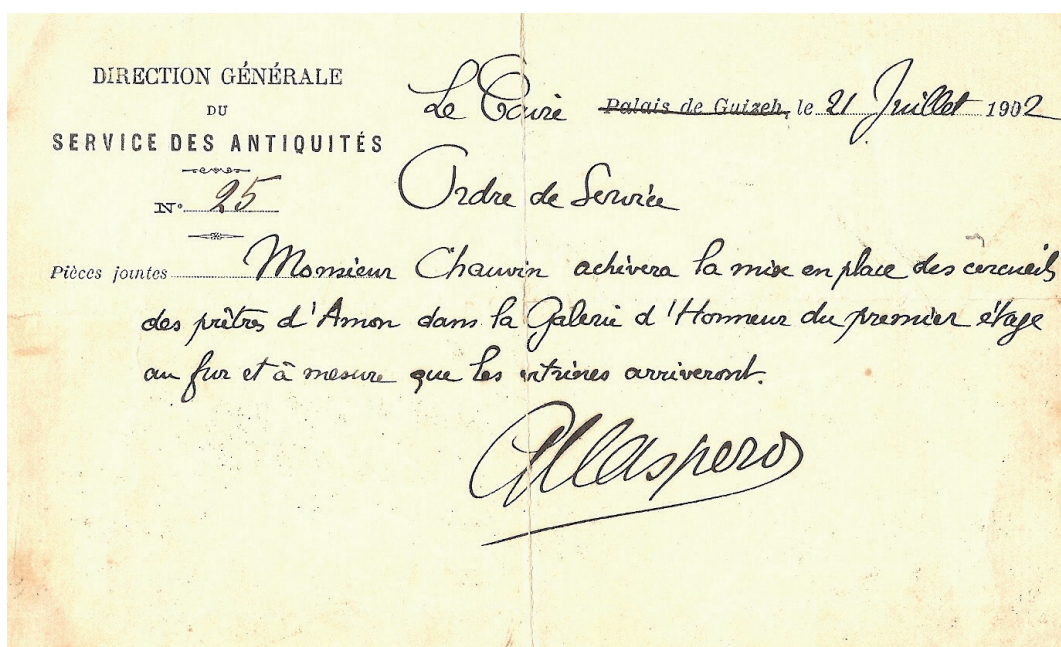 DIRECTION GÉNÉRALE
DU
SERVICE DES ANTIQUITÉS
N° 25
Le Caire Palais de Guizeh, le 21 Juillet 1902
Ordre de Service
Pièces jointes Monsieur Chauvin achèvera la mise en place des cercueils
des prêtres d'Amon dans la Galerie d'Honneur du premier étage
au fur et à mesure que les vitrines arriveront.
GMaspero